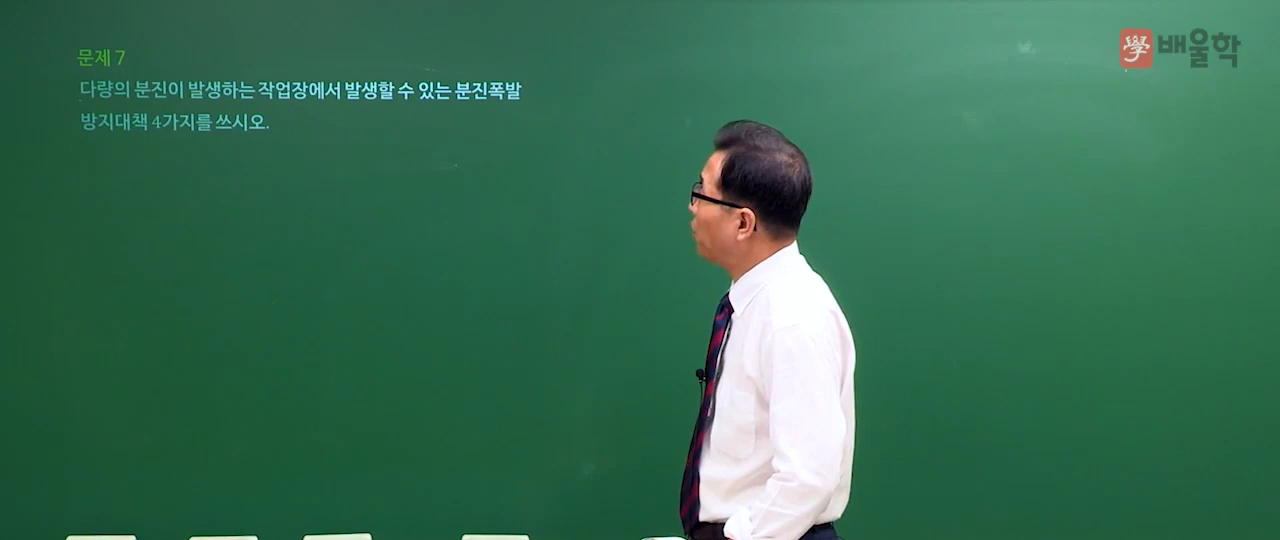 문제 7
다량의 분진이 발생하는 작업장에서 발생할 수 있는 분진폭발
방지대책 4가지를 쓰시오.
學 배울학